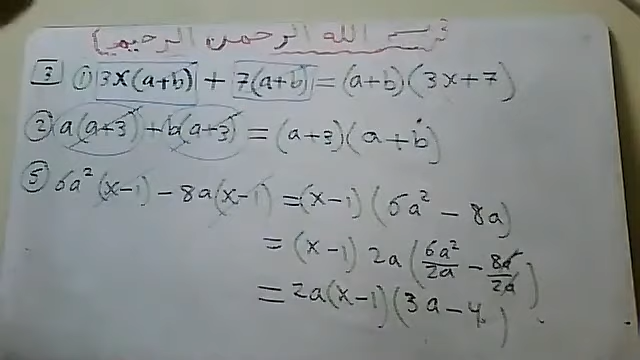 بسم الله الرحمن الرحيم
3 1) 3x(a+b) + 7(a+b) = (a+b)(3x+7)
2) a(a+3) + b(a+3) = (a+3)(a+b)
5) 6a² (x-1) - 8a(x-1) = (x-1) (6a² - 8a)
= (x-1) 2a (6a²/2a - 8a/2a)
= 2a(x-1) (3a-4)